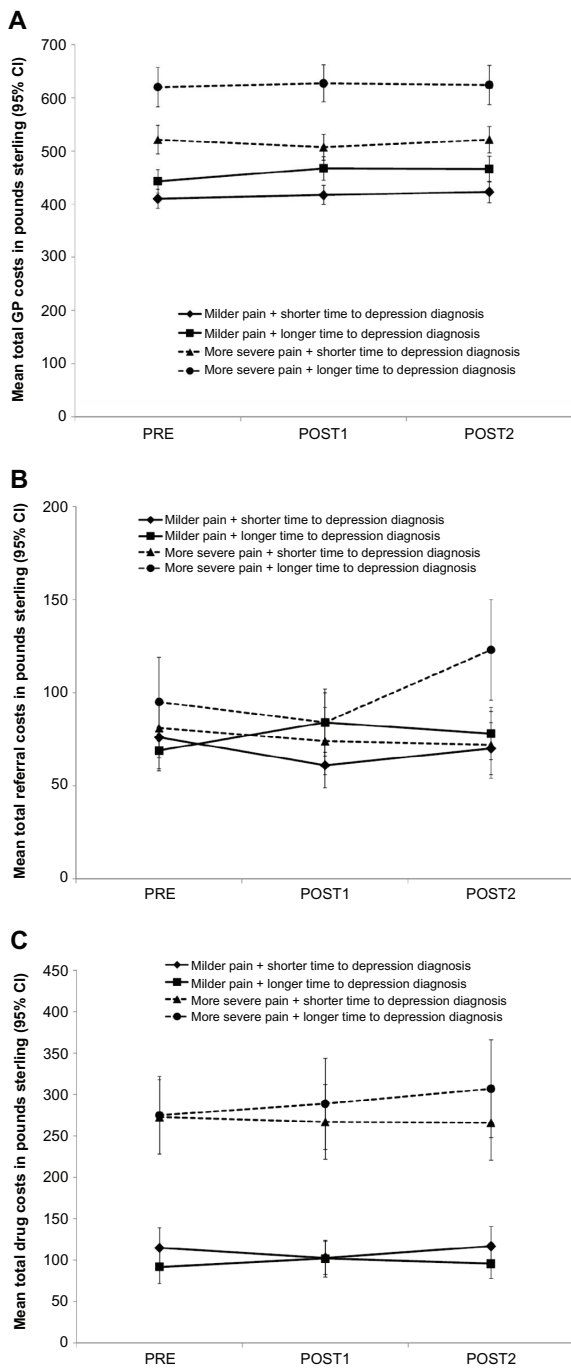 A
Mean total GP costs in pounds sterling (95% CI)
700
600
500
400
300
200
100
0
Milder pain + shorter time to depression diagnosis
Milder pain + longer time to depression diagnosis
More severe pain + shorter time to depression diagnosis
More severe pain + longer time to depression diagnosis
PRE POST1 POST2
B
Mean total referral costs in pounds sterling (95% CI)
200
150
100
50
0
Milder pain + shorter time to depression diagnosis
Milder pain + longer time to depression diagnosis
More severe pain + shorter time to depression diagnosis
More severe pain + longer time to depression diagnosis
PRE POST1 POST2
C
Mean total drug costs in pounds sterling (95% CI)
450
400
350
300
250
200
150
100
50
0
Milder pain + shorter time to depression diagnosis
Milder pain + longer time to depression diagnosis
More severe pain + shorter time to depression diagnosis
More severe pain + longer time to depression diagnosis
PRE POST1 POST2